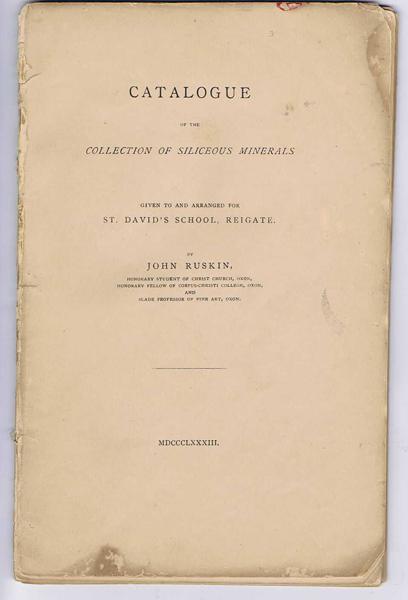 CATALOGUE
OF THE
COLLECTION OF SILICEOUS MINERALS
GIVEN TO AND ARRANGED FOR
ST. DAVID'S SCHOOL, REIGATE.
BY
JOHN RUSKIN,
HONORARY STUDENT OF CHRIST CHURCH, OXON,
HONORARY FELLOW OF CORPUS-CHRISTI COLLEGE, OXON,
AND
SLADE PROFESSOR OF FINE ART, OXON.
MDCCCLXXXIII.